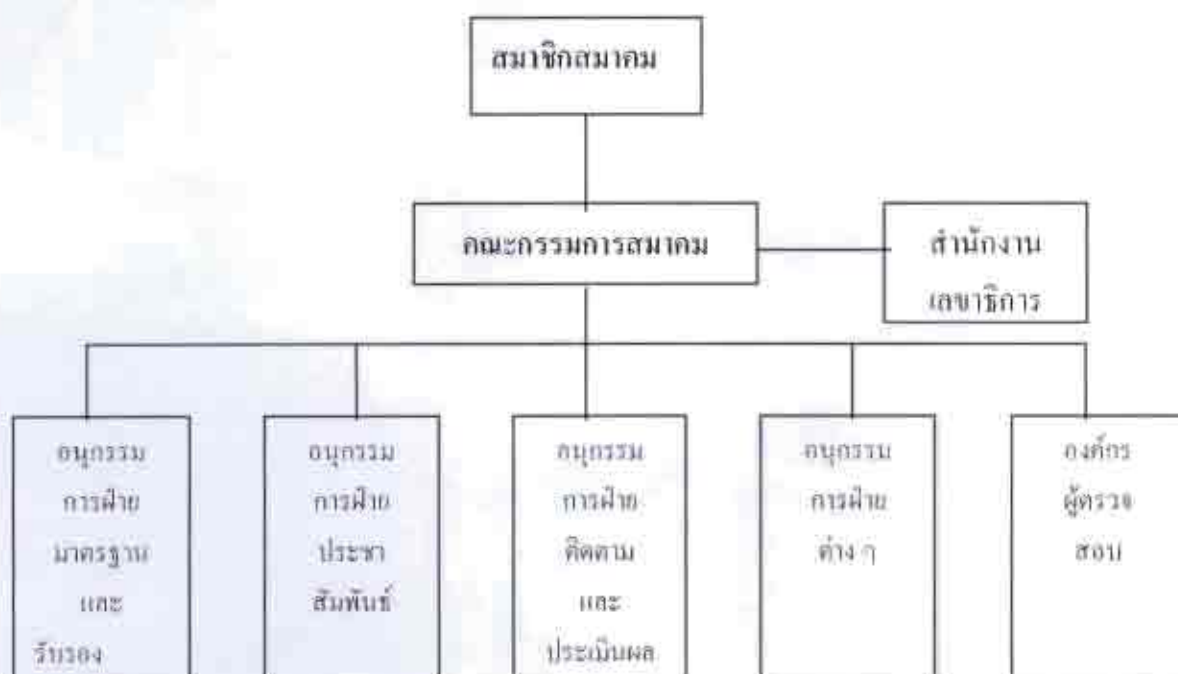 สมาชิกสมาคม
คณะกรรมการสมาคม
สำนักงาน
เลขาธิการ
อนุกรรม
การฝ่าย
มาตรฐาน
และ
รับรอง
อนุกรรม
การฝ่าย
ประชา
สัมพันธ์
อนุกรรม
การฝ่าย
ติดตาม
และ
ประเมินผล
อนุกรรม
การฝ่าย
ต่าง ๆ
องค์กร
ผู้ตรวจ
สอบ